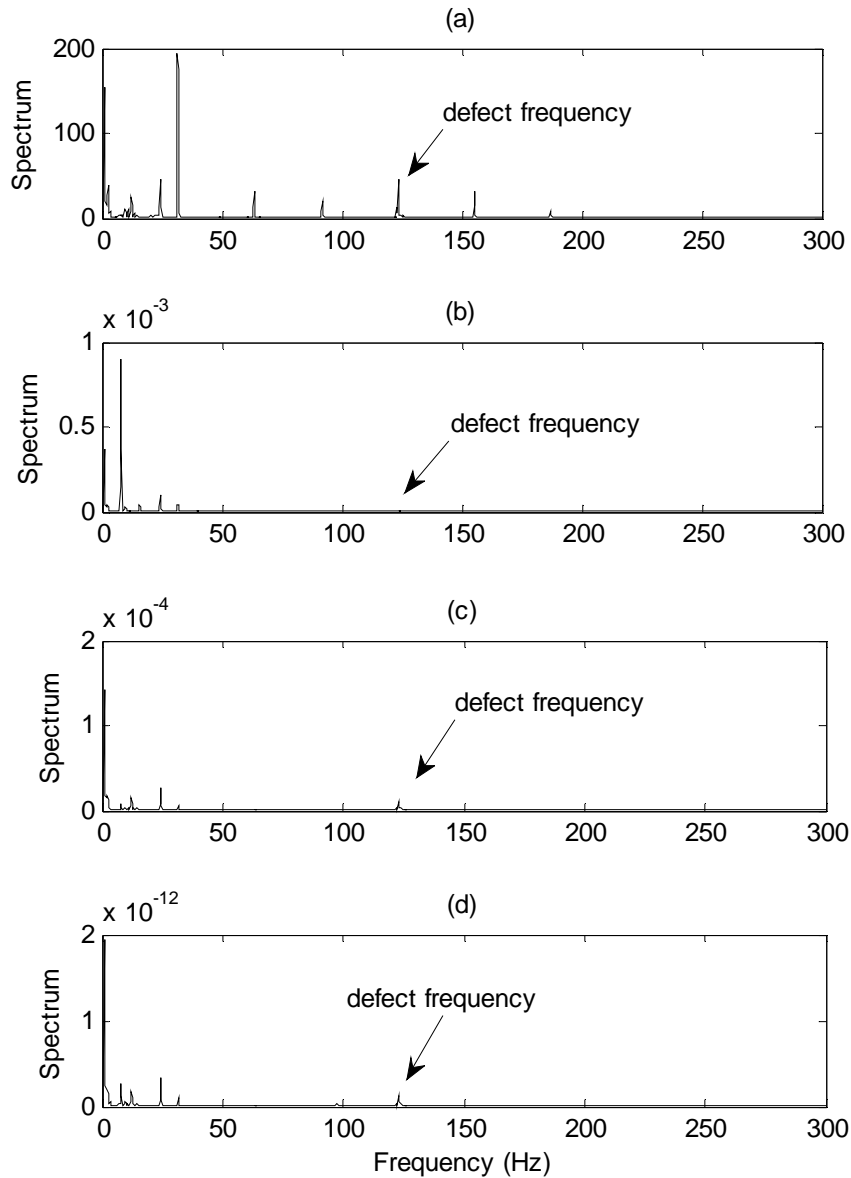 (a)
200
100
0
Spectrum
defect frequency
0 50 100 150 200 250 300
(b)
x 10-3
1
0.5
0
Spectrum
defect frequency
0 50 100 150 200 250 300
(c)
x 10-4
2
1
0
Spectrum
defect frequency
0 50 100 150 200 250 300
(d)
x 10-12
2
1
0
Spectrum
defect frequency
0 50 100 150 200 250 300
Frequency (Hz)